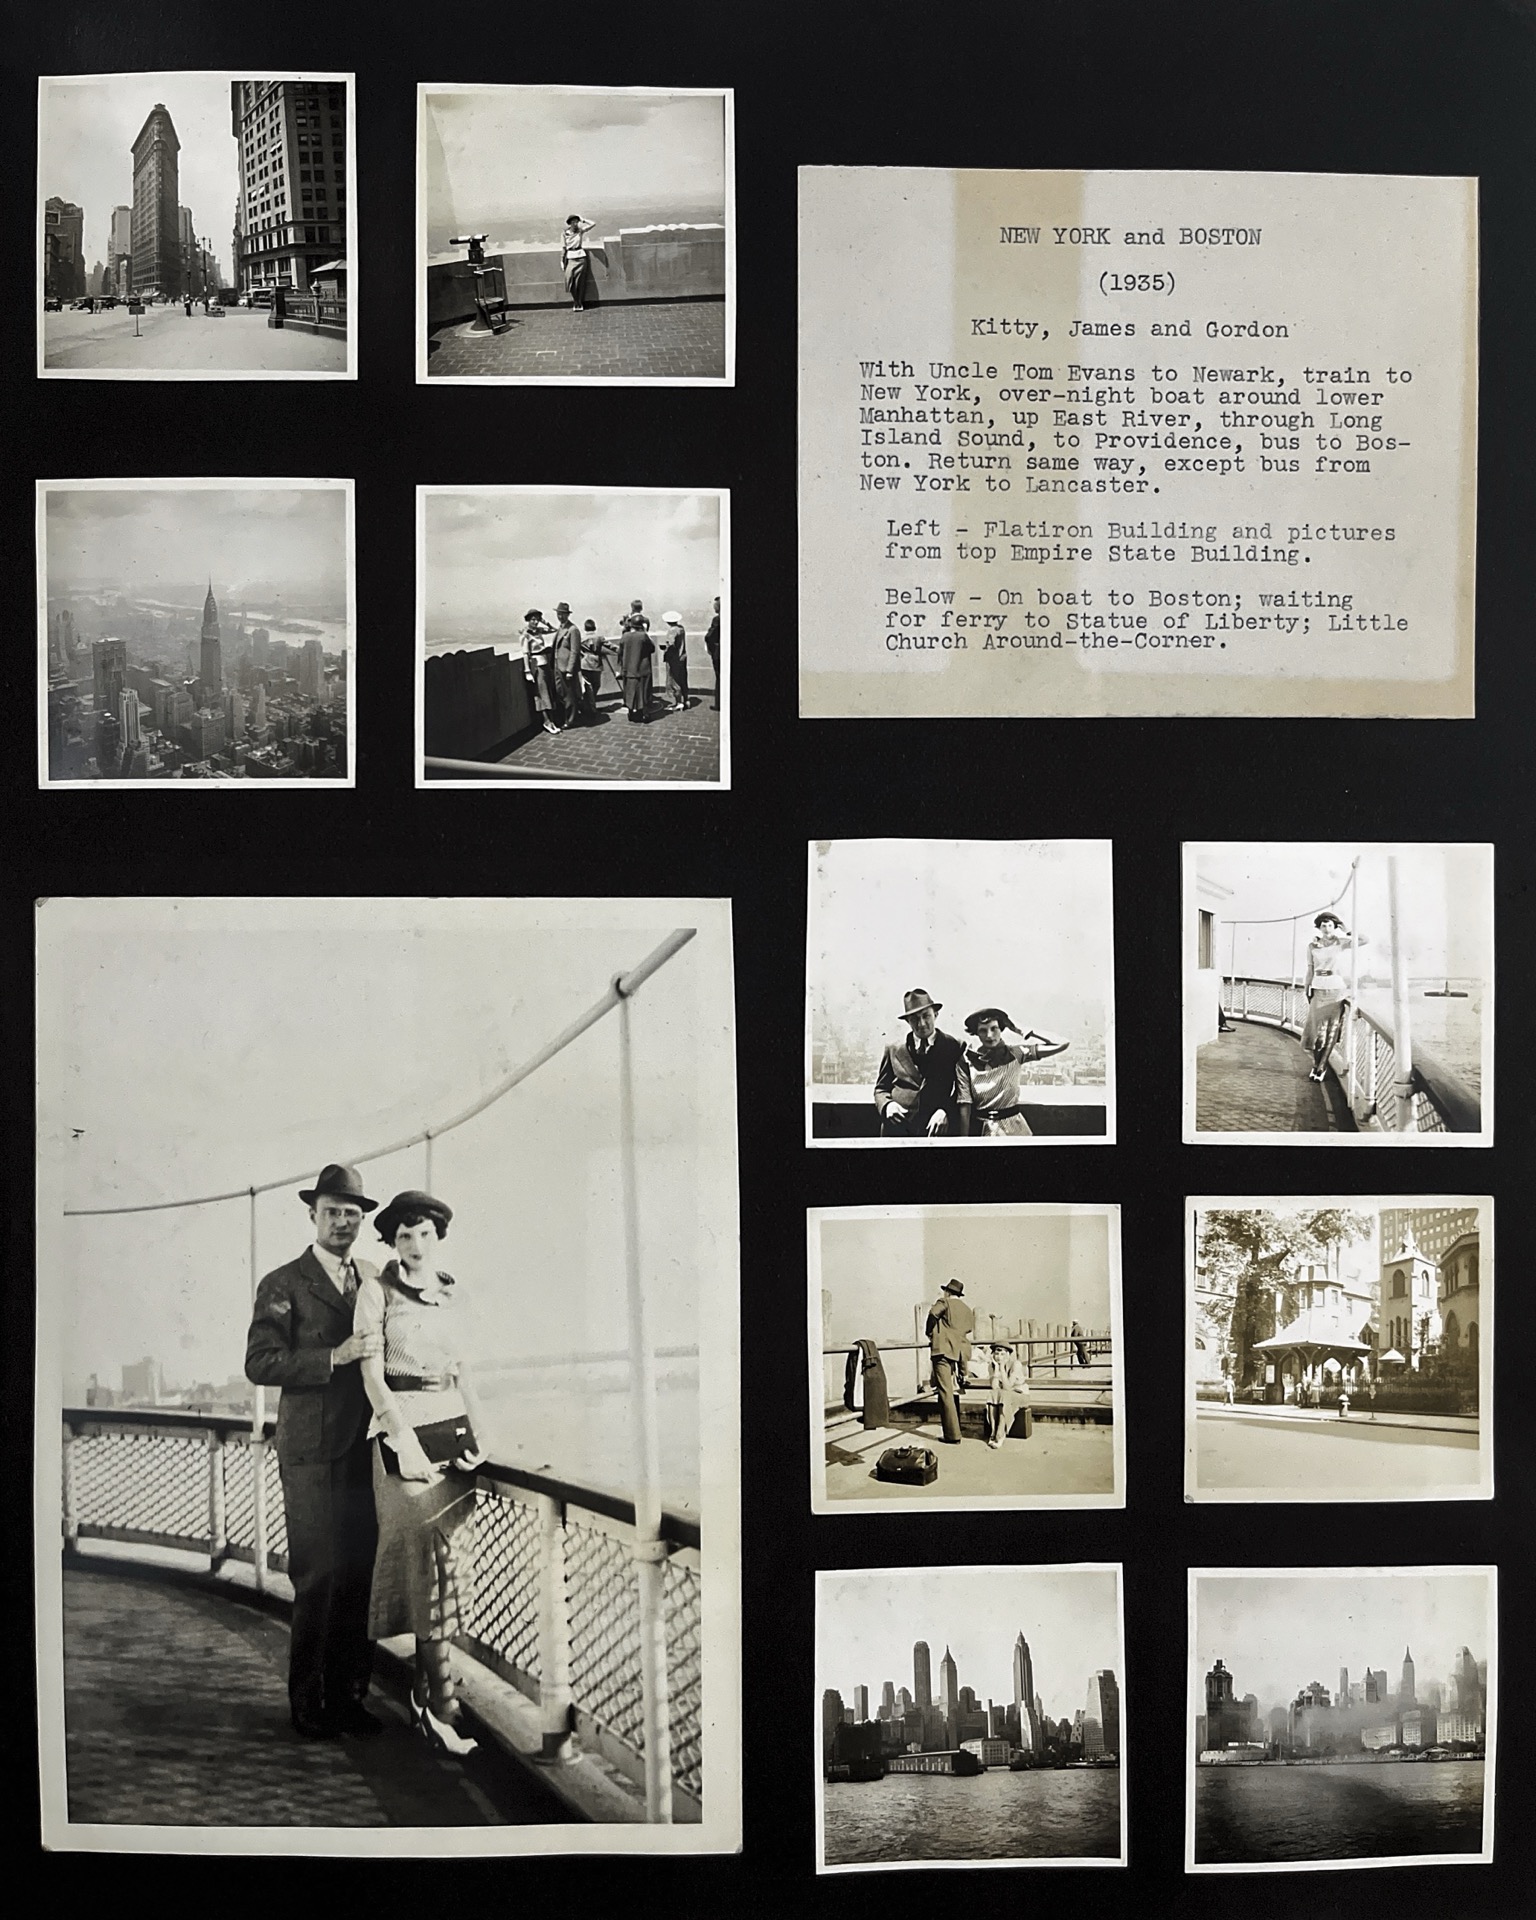 NEW YORK and BOSTON
(1935)
Kitty, James and Gordon
With Uncle Tom Evans to Newark, train to
New York, over-night boat around lower
Manhattan, up East River, through Long
Island Sound, to Providence, bus to Bos-
ton. Return same way, except bus from
New York to Lancaster.
Left - Flatiron Building and pictures
from top Empire State Building.
Below - On boat to Boston; waiting
for ferry to Statue of Liberty; Little
Church Around-the-Corner.